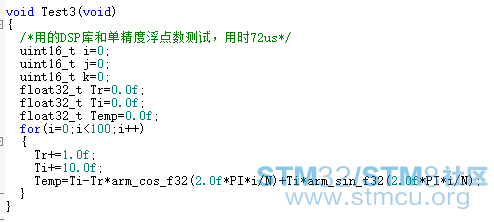 void Test3(void)
{
/*用的DSP库和单精度浮点数测试，用时72us*/
uint16_t i=0;
uint16_t j=0;
uint16_t k=0;
float32_t Tr=0.0f;
float32_t Ti=0.0f;
float32_t Temp=0.0f;
for(i=0;i<100;i++)
{
Tr+=1.0f;
Ti+=10.0f;
Temp=Ti-Tr*arm_cos_f32(2.0f*PI*i/N)+Ti*arm_sin_f32(2.0f*PI*i/N);
}
}
STM32/STM8社区
www.stmcu.org